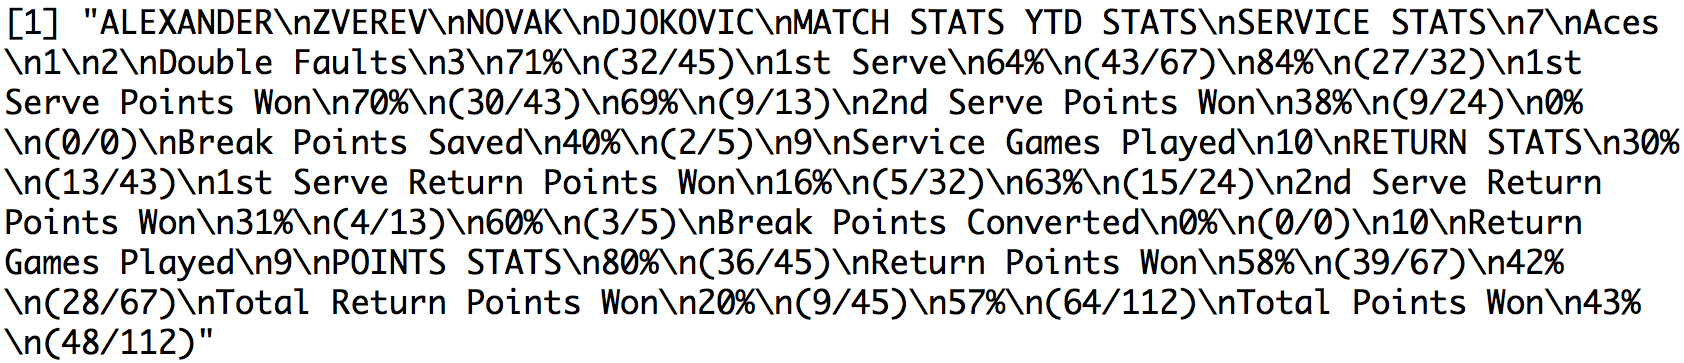 [1] "ALEXANDER\nZVEREV\nNOVAK\nDJOKOVIC\nMATCH STATS YTD STATS\nSERVICE STATS\n7\nAces
\n1\n2\nDouble Faults\n3\n71%\n(32/45)\n1st Serve\n64%\n(43/67)\n84%\n(27/32)\n1st
Serve Points Won\n70%\n(30/43)\n69%\n(9/13)\n2nd Serve Points Won\n38%\n(9/24)\n0%
\n(0/0)\nBreak Points Saved\n40%\n(2/5)\n9\nService Games Played\n10\nRETURN STATS\n30%
\n(13/43)\n1st Serve Return Points Won\n16%\n(5/32)\n63%\n(15/24)\n2nd Serve Return
Points Won\n31%\n(4/13)\n60%\n(3/5)\nBreak Points Converted\n0%\n(0/0)\n10\nReturn
Games Played\n9\nPOINTS STATS\n80%\n(36/45)\nReturn Points Won\n58%\n(39/67)\n42%
\n(28/67)\nTotal Return Points Won\n20%\n(9/45)\n57%\n(64/112)\nTotal Points Won\n43%
\n(48/112)"